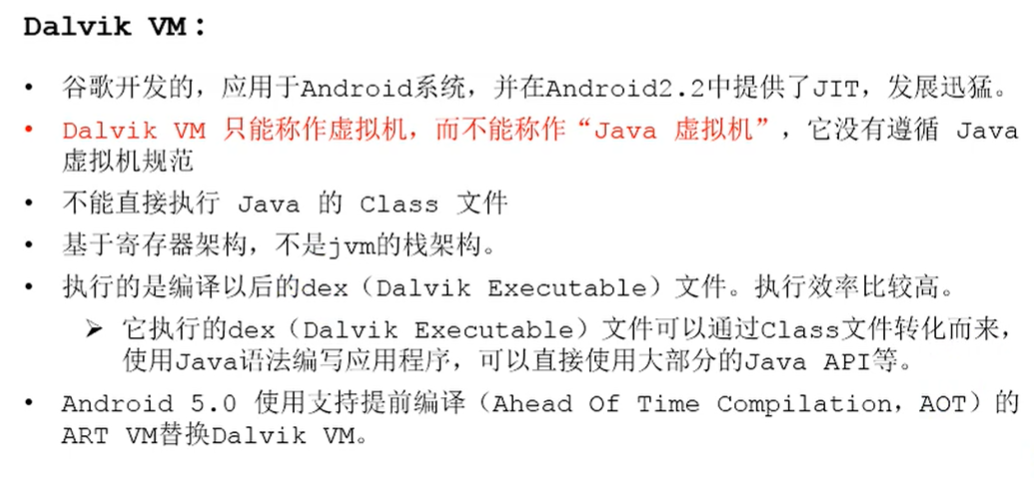 Dalvik VM：
• 谷歌开发的，应用于Android系统，并在Android2.2中提供了JIT，发展迅猛。
• Dalvik VM 只能称作虚拟机，而不能称作“Java 虚拟机”，它没有遵循 Java
虚拟机规范
• 不能直接执行 Java 的 Class 文件
• 基于寄存器架构，不是jvm的栈架构。
• 执行的是编译以后的dex（Dalvik Executable）文件。执行效率比较高。
➢ 它执行的dex（Dalvik Executable）文件可以通过Class文件转化而来，
使用Java语法编写应用程序，可以直接使用大部分的Java API等。
• Android 5.0 使用支持提前编译（Ahead Of Time Compilation，AOT）的
ART VM替换Dalvik VM。